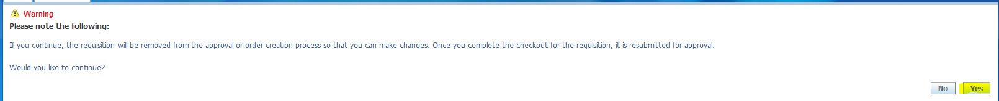 Warning
Please note the following:
If you continue, the requisition will be removed from the approval or order creation process so that you can make changes. Once you complete the checkout for the requisition, it is resubmitted for approval.
Would you like to continue?
No Yes